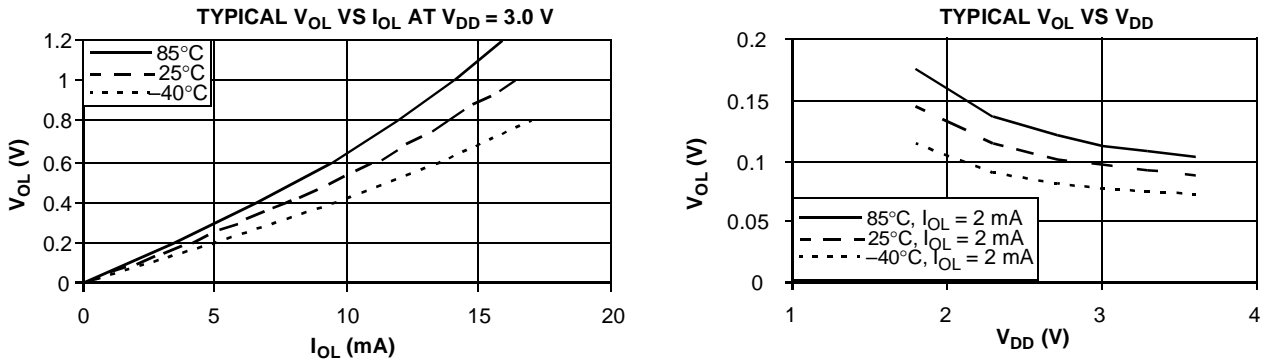 TYPICAL VOL VS IOL AT VDD = 3.0 V
1.2
1
0.8
0.6
0.4
0.2
0
85°C
25°C
–40°C
VOL (V)
0 5 10 15 20
IOL (mA)
TYPICAL VOL VS VDD
0.2
0.15
0.1
0.05
0
VOL (V)
85°C, IOL = 2 mA
25°C, IOL = 2 mA
–40°C, IOL = 2 mA
1 2 3 4
VDD (V)